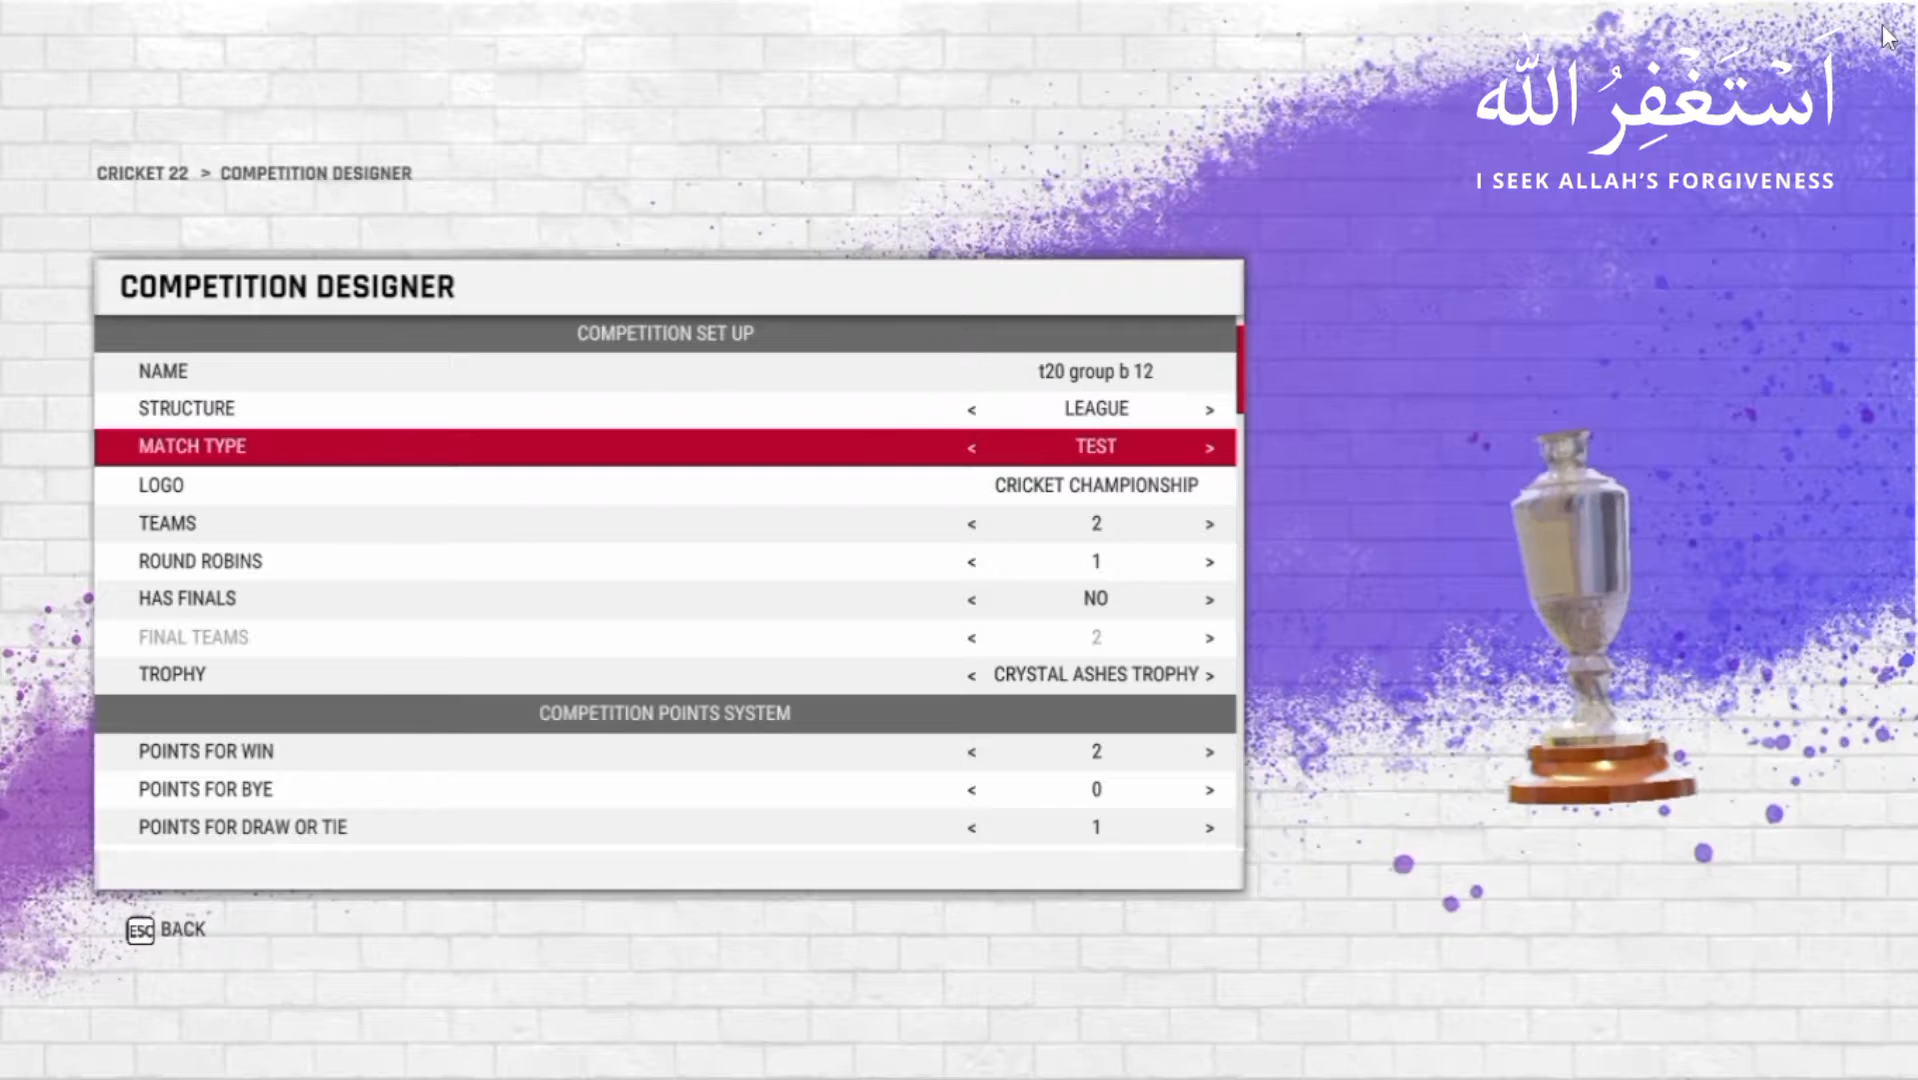 اَسْتَغْفِرُ اللّٰه
I SEEK ALLAH'S FORGIVENESS
CRICKET 22 > COMPETITION DESIGNER
COMPETITION DESIGNER
COMPETITION SET UP
NAME t20 group b 12
STRUCTURE < LEAGUE >
MATCH TYPE < TEST >
LOGO CRICKET CHAMPIONSHIP
TEAMS < 2 >
ROUND ROBINS < 1 >
HAS FINALS < NO >
FINAL TEAMS < 2 >
TROPHY < CRYSTAL ASHES TROPHY >
COMPETITION POINTS SYSTEM
POINTS FOR WIN < 2 >
POINTS FOR BYE < 0 >
POINTS FOR DRAW OR TIE < 1 >
ESC BACK